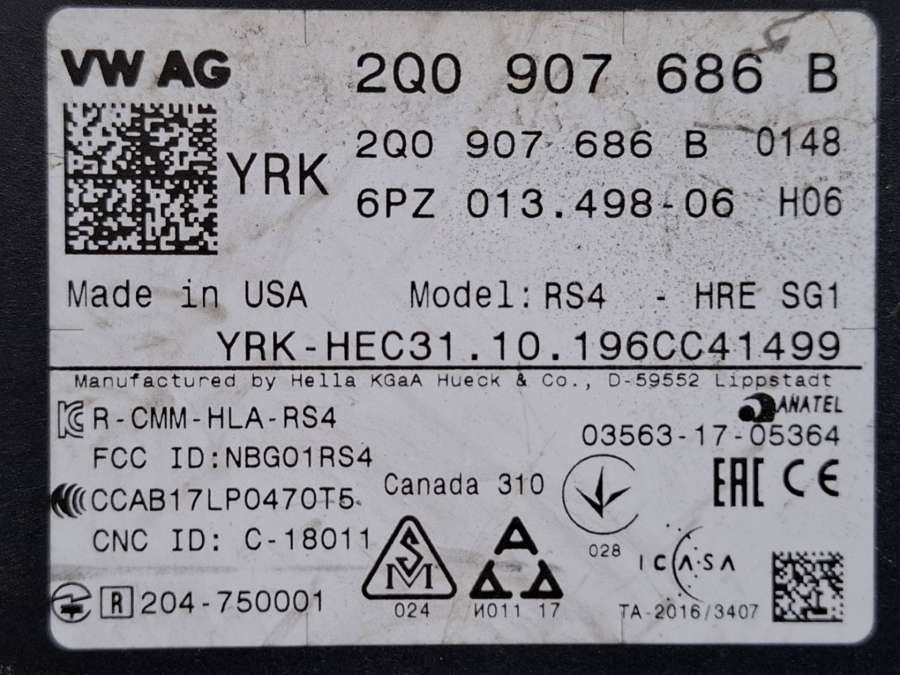 VW AG
2Q0 907 686 B
YRK
2Q0 907 686 B 0148
6PZ 013.498-06 H06
Made in USA Model: RS4 - HRE SG1
YRK-HEC31.10.196CC41499
Manufactured by Hella KGaA Hueck & Co., D-59552 Lippstadt
R-CMM-HLA-RS4
ANATEL
03563-17-05364
FCC ID:NBG01RS4
EAC CE
CCAB17LP0470T5
Canada 310
CNC ID: C-18011
028
ICASA
SM
R 204-750001
024
И011 17
TA-2016/3407